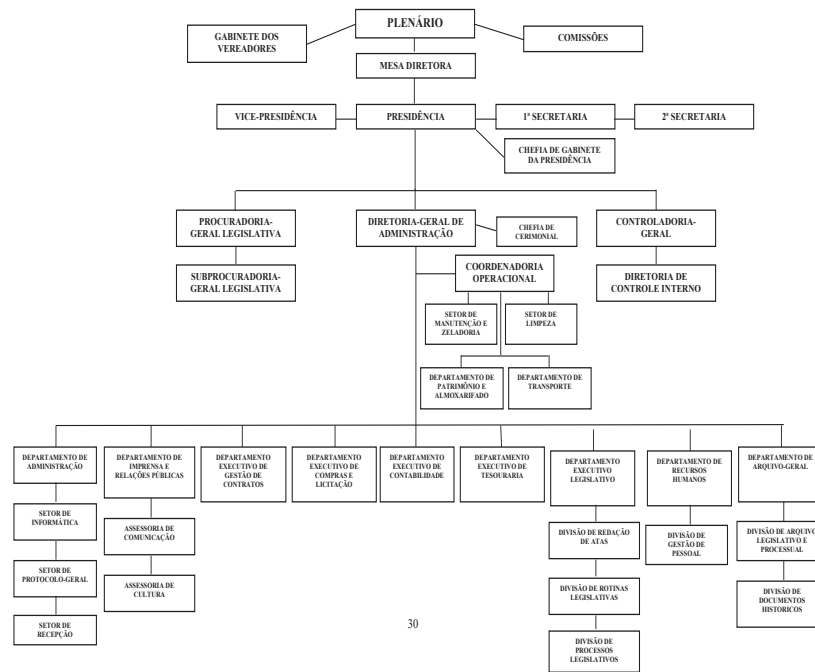 PLENÁRIO
GABINETE DOS
VEREADORES
COMISSÕES
MESA DIRETORA
VICE-PRESIDÊNCIA
PRESIDÊNCIA
1ª SECRETARIA
2ª SECRETARIA
CHEFIA DE GABINETE
DA PRESIDÊNCIA
PROCURADORIA-
GERAL LEGISLATIVA
DIRETORIA-GERAL DE
ADMINISTRAÇÃO
CHEFIA DE
CERIMONIAL
CONTROLADORIA-
GERAL
SUBPROCURADORIA-
GERAL LEGISLATIVA
COORDENADORIA
OPERACIONAL
DIRETORIA DE
CONTROLE INTERNO
SETOR DE
MANUTENÇÃO E
ZELADORIA
SETOR DE
LIMPEZA
DEPARTAMENTO DE
PATRIMÔNIO E
ALMOXARIFADO
DEPARTAMENTO DE
TRANSPORTE
DEPARTAMENTO DE
ADMINISTRAÇÃO
DEPARTAMENTO DE
IMPRENSA E
RELAÇÕES PÚBLICAS
DEPARTAMENTO
EXECUTIVO DE
GESTÃO DE
CONTRATOS
DEPARTAMENTO
EXECUTIVO DE
COMPRAS E
LICITAÇÃO
DEPARTAMENTO
EXECUTIVO DE
CONTABILIDADE
DEPARTAMENTO
EXECUTIVO DE
TESOURARIA
DEPARTAMENTO
EXECUTIVO
LEGISLATIVO
DEPARTAMENTO DE
RECURSOS
HUMANOS
DEPARTAMENTO DE
ARQUIVO-GERAL
SETOR DE
INFORMÁTICA
ASSESSORIA DE
COMUNICAÇÃO
DIVISÃO DE REDAÇÃO
DE ATAS
DIVISÃO DE
GESTÃO DE
PESSOAL
DIVISÃO DE ARQUIVO
LEGISLATIVO E
PROCESSUAL
SETOR DE
PROTOCOLO-GERAL
ASSESSORIA DE
CULTURA
DIVISÃO DE ROTINAS
LEGISLATIVAS
DIVISÃO DE
DOCUMENTOS
HISTORICOS
SETOR DE
RECEPÇÃO
DIVISÃO DE
PROCESSOS
LEGISLATIVOS
30